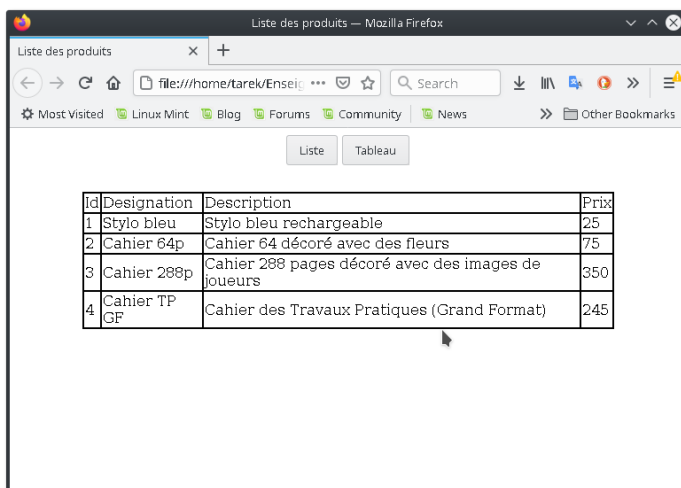 Liste des produits — Mozilla Firefox
Liste des produits
file:///home/tarek/Enseig
Search
Most Visited Linux Mint Blog Forums Community News Other Bookmarks
Liste Tableau
Id Designation Description Prix
1 Stylo bleu Stylo bleu rechargeable 25
2 Cahier 64p Cahier 64 décoré avec des fleurs 75
3 Cahier 288p Cahier 288 pages décoré avec des images de
joueurs 350
4 Cahier TP
GF Cahier des Travaux Pratiques (Grand Format) 245